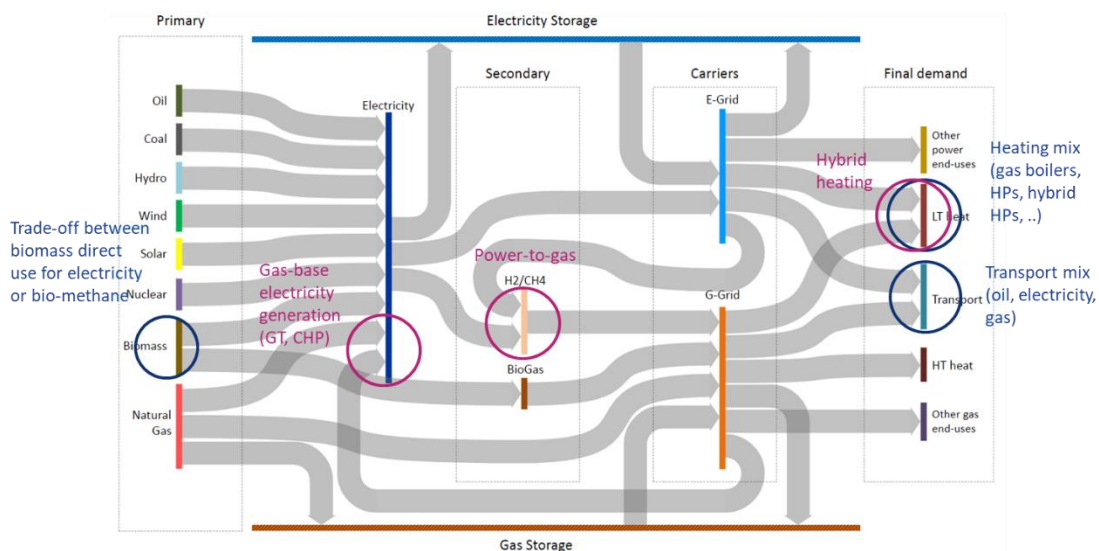 Primary
Electricity Storage
Secondary
Carriers
Final demand
Oil
Coal
Hydro
Wind
Solar
Nuclear
Biomass
Natural
Gas
Trade-off between
biomass direct
use for electricity
or bio-methane
Electricity
Gas-base
electricity
generation
(GT, CHP)
Power-to-gas
H2/CH4
BioGas
E-Grid
G-Grid
Hybrid
heating
Other
power
end-uses
LT heat
Transport
HT heat
Other gas
end-uses
Heating mix
(gas boilers,
HPs, hybrid
HPs, ..)
Transport mix
(oil, electricity,
gas)
Gas Storage